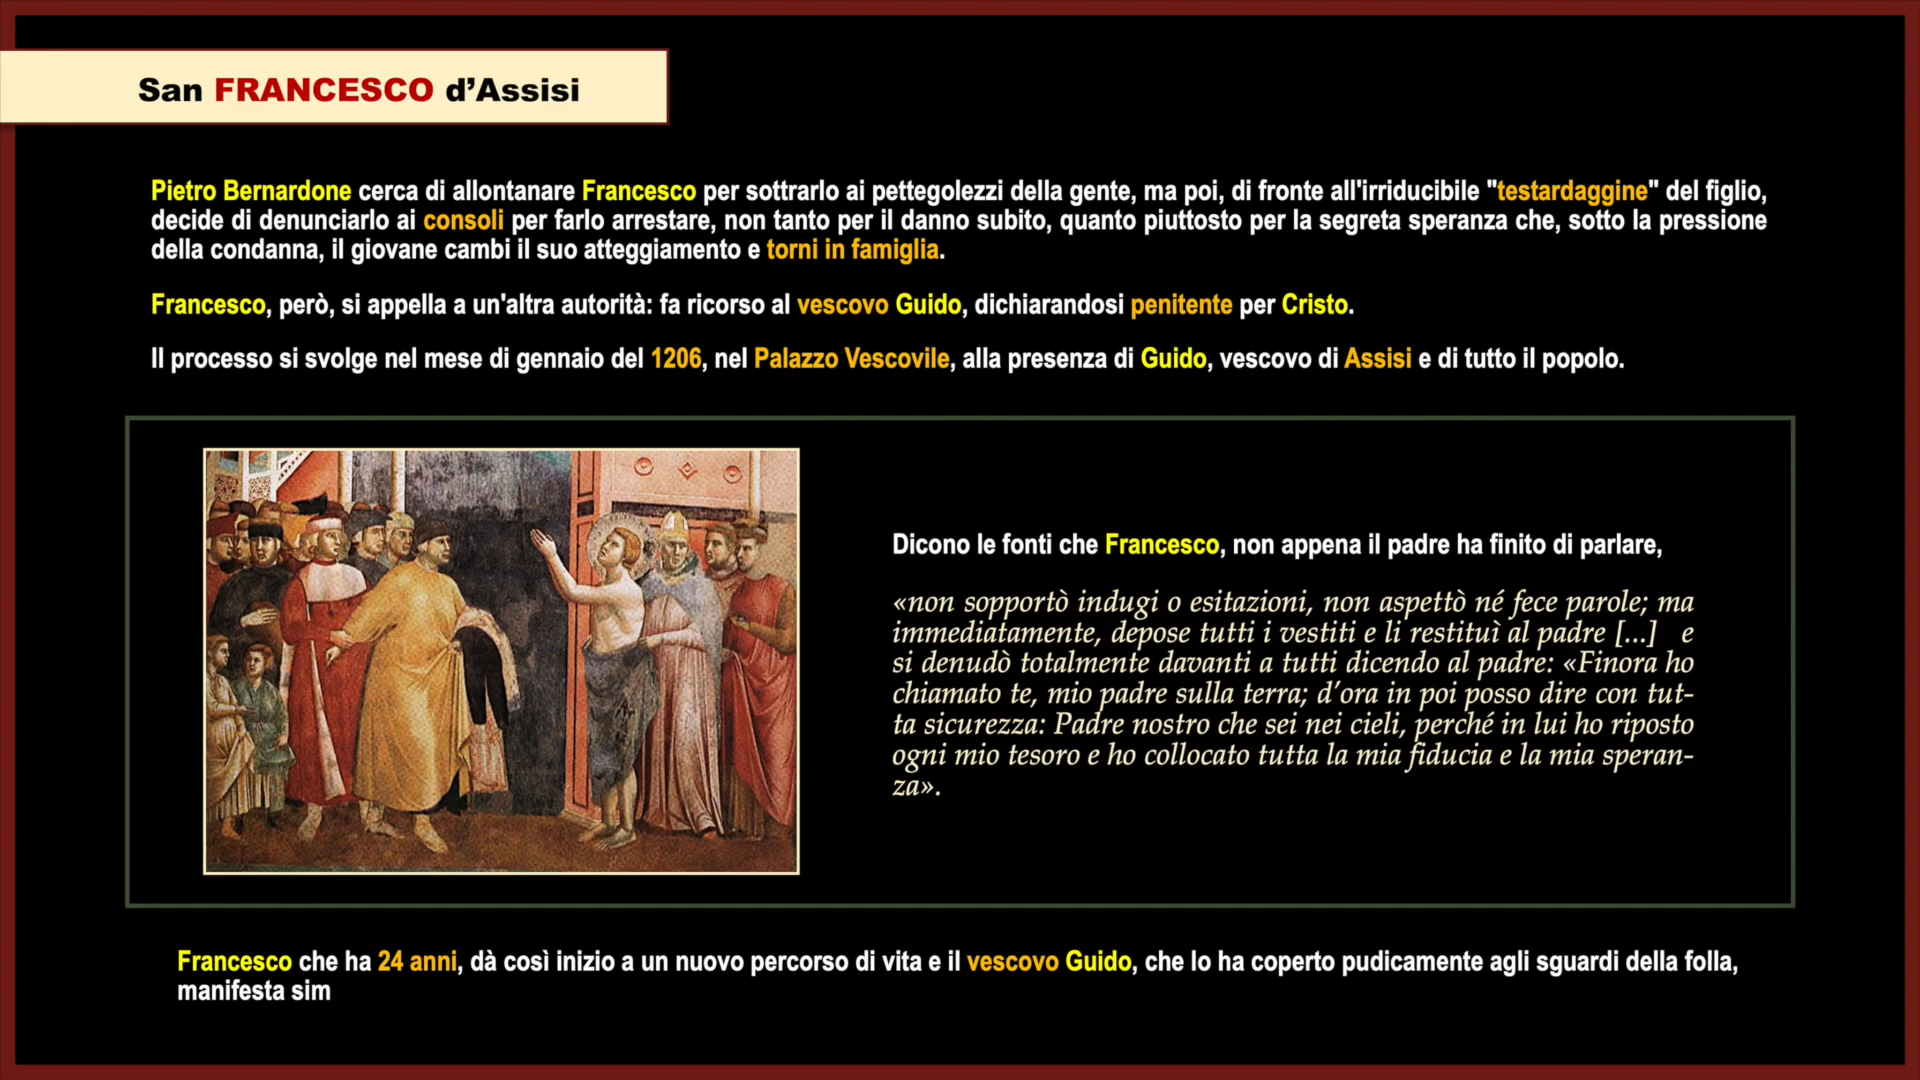 San FRANCESCO d’Assisi
Pietro Bernardone cerca di allontanare Francesco per sottrarlo ai pettegolezzi della gente, ma poi, di fronte all'irriducibile "testardaggine" del figlio,
decide di denunciarlo ai consoli per farlo arrestare, non tanto per il danno subito, quanto piuttosto per la segreta speranza che, sotto la pressione
della condanna, il giovane cambi il suo atteggiamento e torni in famiglia.
Francesco, però, si appella a un'altra autorità: fa ricorso al vescovo Guido, dichiarandosi penitente per Cristo.
Il processo si svolge nel mese di gennaio del 1206, nel Palazzo Vescovile, alla presenza di Guido, vescovo di Assisi e di tutto il popolo.
Dicono le fonti che Francesco, non appena il padre ha finito di parlare,
«non sopportò indugi o esitazioni, non aspettò né fece parole; ma
immediatamente, depose tutti i vestiti e li restituì al padre [...] e
si denudò totalmente davanti a tutti dicendo al padre: «Finora ho
chiamato te, mio padre sulla terra; d’ora in poi posso dire con tut-
ta sicurezza: Padre nostro che sei nei cieli, perché in lui ho riposto
ogni mio tesoro e ho collocato tutta la mia fiducia e la mia speran-
za».
Francesco che ha 24 anni, dà così inizio a un nuovo percorso di vita e il vescovo Guido, che lo ha coperto pudicamente agli sguardi della folla,
manifesta sim